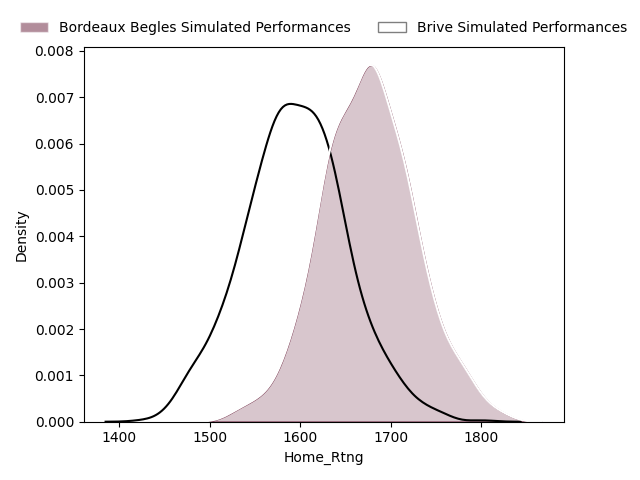 Bordeaux Begles Simulated Performances   Brive Simulated Performances
0.008
0.007
0.006
0.005
0.004
0.003
0.002
0.001
0.000
Density
1400 1500 1600 1700 1800
Home_Rtng